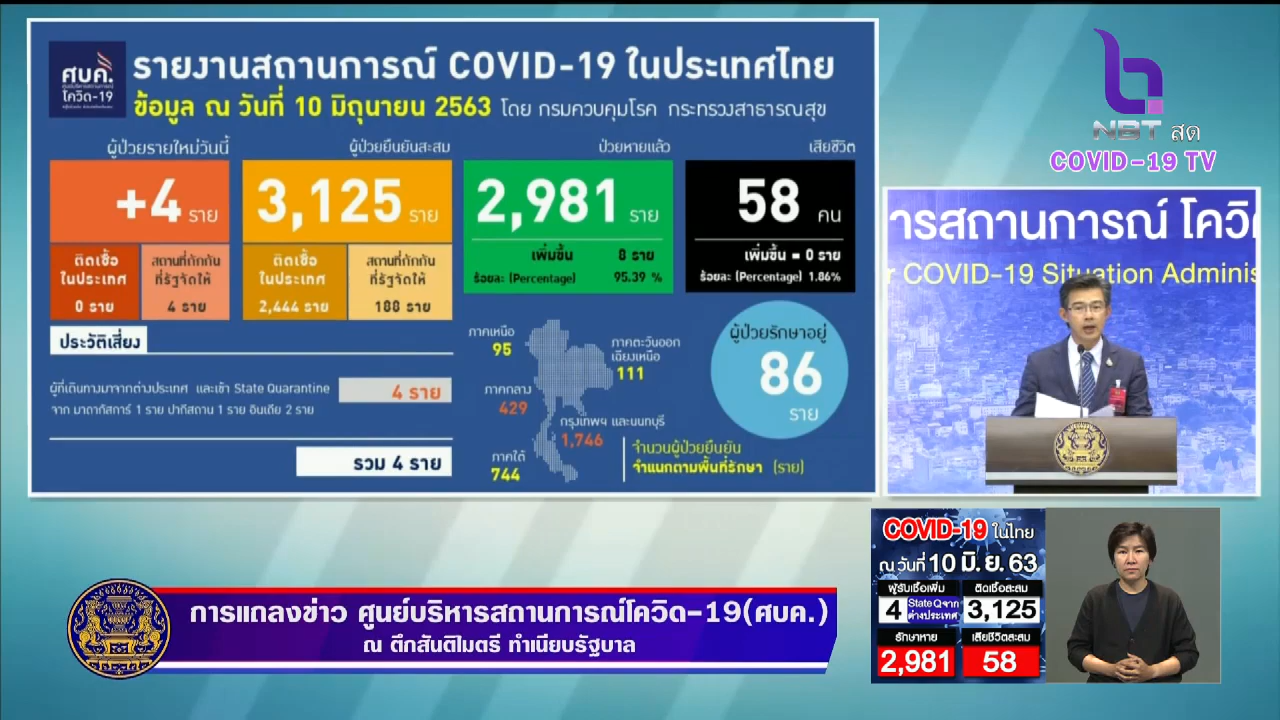 ศบค.
โควิด-19
รายงานสถานการณ์ COVID-19 ในประเทศไทย
ข้อมูล ณ วันที่ 10 มิถุนายน 2563 โดย กรมควบคุมโรค กระทรวงสาธารณสุข
ผู้ป่วยรายใหม่วันนี้
+4 ราย
ติดเชื้อ
ในประเทศ
0 ราย
สถานที่กักกัน
ที่รัฐจัดให้
4 ราย
ผู้ป่วยยืนยันสะสม
3,125 ราย
ติดเชื้อ
ในประเทศ
2,444 ราย
สถานที่กักกัน
ที่รัฐจัดให้
188 ราย
ป่วยหายแล้ว
2,981 ราย
เพิ่มขึ้น 8 ราย
ร้อยละ (Percentage) 95.39 %
เสียชีวิต
58 คน
เพิ่มขึ้น = 0 ราย
ร้อยละ (Percentage) 1.86%
ประวัติเสี่ยง
ผู้ที่เดินทางมาจากต่างประเทศ และเข้า State Quarantine
จาก มาดากัสการ์ 1 ราย ปากีสถาน 1 ราย อินเดีย 2 ราย
4 ราย
รวม 4 ราย
ภาคเหนือ
95
ภาคตะวันออก
เฉียงเหนือ
111
ภาคกลาง
429
กรุงเทพฯ และนนทบุรี
1,746
ภาคใต้
744
ผู้ป่วยรักษาอยู่
86
ราย
จำนวนผู้ป่วยยืนยัน
จำแนกตามพื้นที่รักษา (ราย)
NBT สด
COVID-19 TV
ารสถานการณ์ โควิ
r COVID-19 Situation Adminis
การแถลงข่าว ศูนย์บริหารสถานการณ์โควิด-19(ศบค.)
ณ ตึกสันติไมตรี ทำเนียบรัฐบาล
COVID-19 ในไทย
ณ วันที่ 10 มิ.ย. 63
ผู้รับเชื้อเพิ่ม
4 State Qจาก
ต่างประเทศ
ติดเชื้อสะสม
3,125
รักษาหาย
2,981
เสียชีวิตสะสม
58